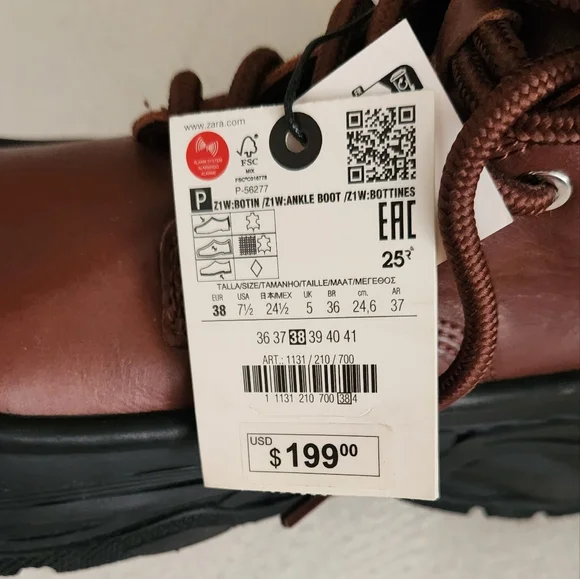 www.zara.com
ALARM SYSTEM
FSC
MIX
P-56277
P Z1W:BOTIN /Z1W:ANKLE BOOT /Z1W:BOTTINES
EAC
25
TALLA/SIZE/TAMANHO/TAILLE/MAAT/ΜΕΓΕΘΟΣ
EUR USA 日本/MEX UK BR cm. AR
38 7½ 24½ 5 36 24,6 37
36 37 38 39 40 41
ART.: 1131 / 210 / 700
1 1131 210 700 38 4
USD
$ 199⁰⁰